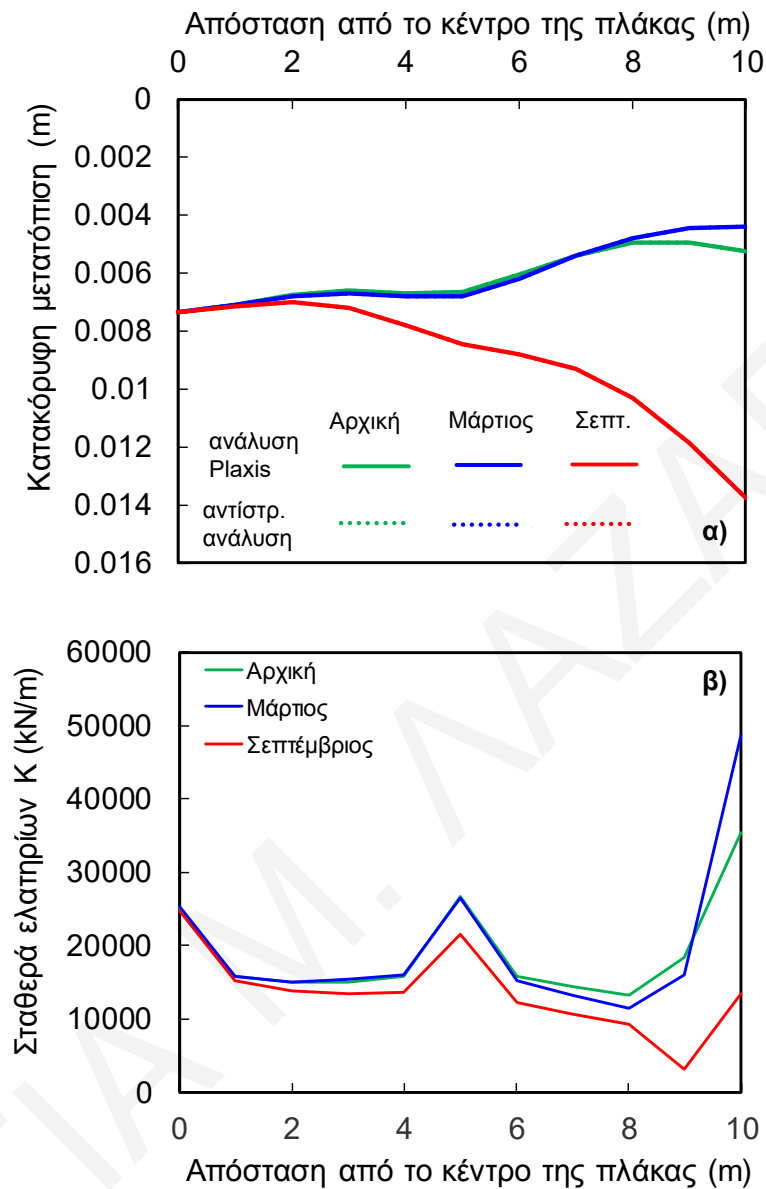 Απόσταση από το κέντρο της πλάκας (m)
0 2 4 6 8 10
Κατακόρυφη μετατόπιση (m)
0
0.002
0.004
0.006
0.008
0.01
0.012
0.014
0.016
Αρχική Μάρτιος Σεπτ.
ανάλυση
Plaxis
αντίστρ.
ανάλυση
α)
Σταθερά ελατηρίων Κ (kN/m)
60000
50000
40000
30000
20000
10000
0
Αρχική
Μάρτιος
Σεπτέμβριος
β)
0 2 4 6 8 10
Απόσταση από το κέντρο της πλάκας (m)
ΤΙΑ Μ. ΛΑΖΑΡ